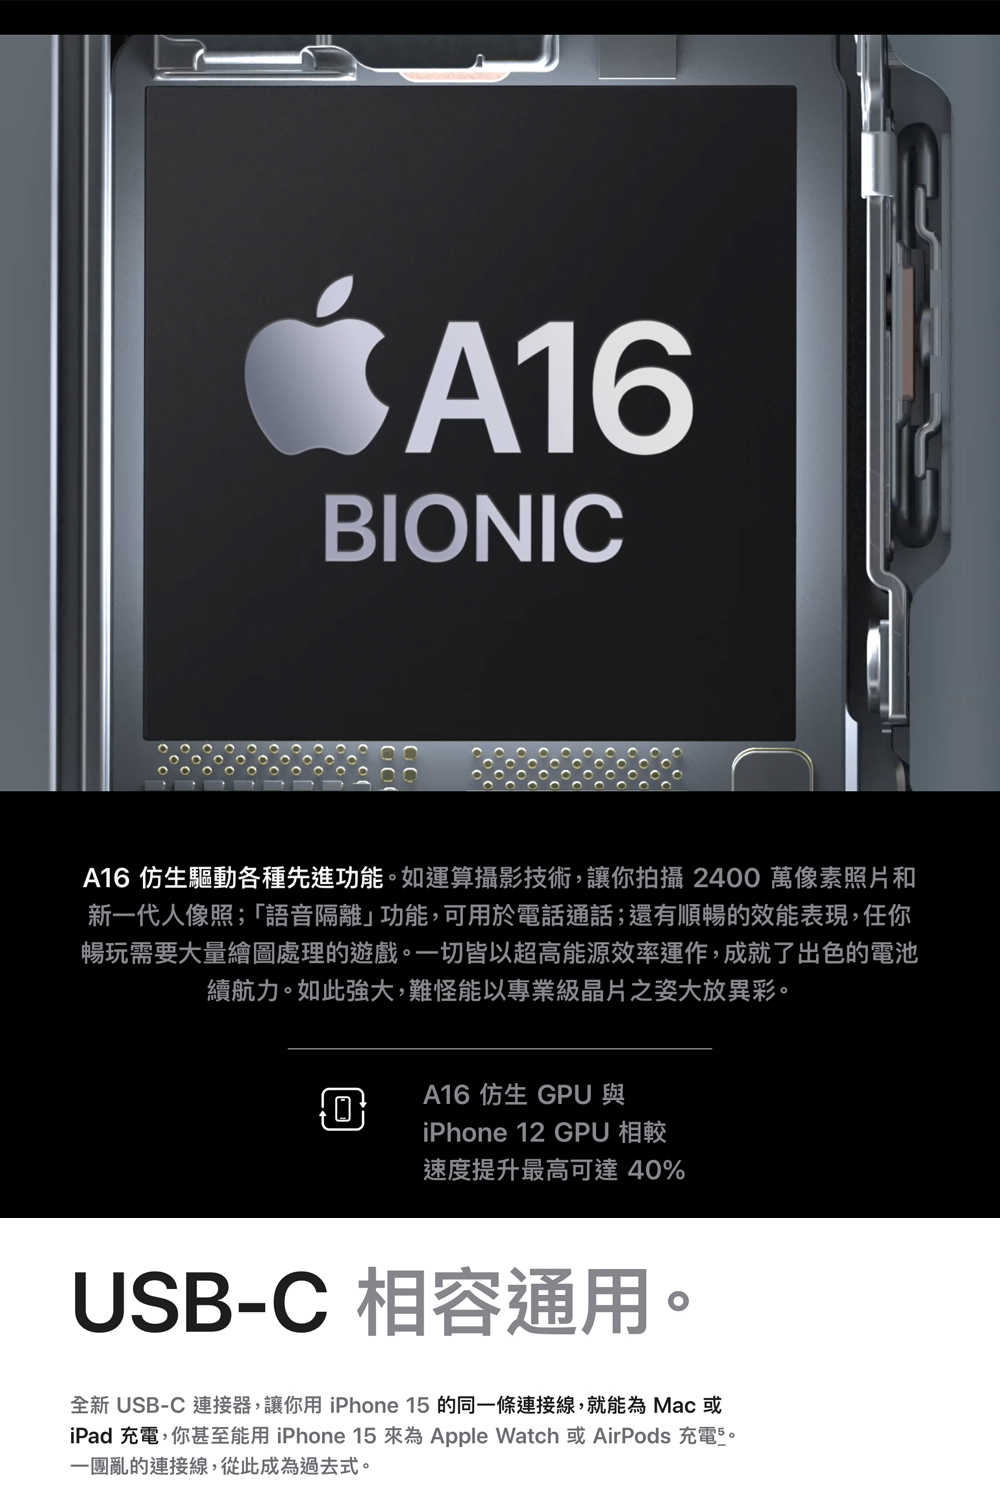 A16
BIONIC
A16 仿生驅動各種先進功能。如運算攝影技術，讓你拍攝 2400 萬像素照片和
新一代人像照；「語音隔離」功能，可用於電話通話；還有順暢的效能表現，任你
暢玩需要大量繪圖處理的遊戲。一切皆以超高能源效率運作，成就了出色的電池
續航力。如此強大，難怪能以專業級晶片之姿大放異彩。
A16 仿生 GPU 與
iPhone 12 GPU 相較
速度提升最高可達 40%
USB-C 相容通用。
全新 USB-C 連接器，讓你用 iPhone 15 的同一條連接線，就能為 Mac 或
iPad 充電，你甚至能用 iPhone 15 來為 Apple Watch 或 AirPods 充電⁵。
一團亂的連接線，從此成為過去式。